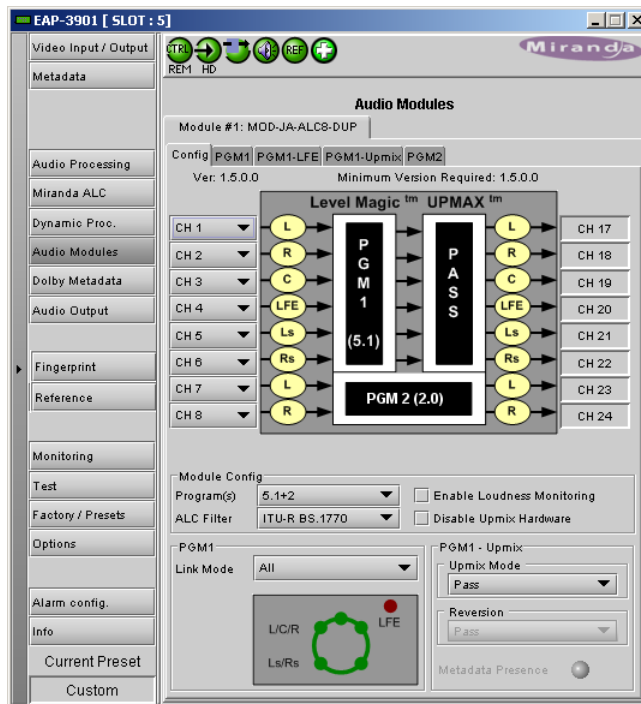 EAP-3901 [ SLOT : 5]
Video Input / Output
Metadata
Audio Processing
Miranda ALC
Dynamic Proc.
Audio Modules
Dolby Metadata
Audio Output
Fingerprint
Reference
Monitoring
Test
Factory / Presets
Options
Alarm config.
Info
Current Preset
Custom
CTRL
REF
REM HD
Miranda
Audio Modules
Module #1: MOD-JA-ALC8-DUP
Config PGM1 PGM1-LFE PGM1-Upmix PGM2
Ver: 1.5.0.0 Minimum Version Required: 1.5.0.0
Level Magic tm UPMAX tm
CH 1 L L CH 17
CH 2 R R CH 18
CH 3 C C CH 19
CH 4 LFE LFE CH 20
CH 5 Ls Ls CH 21
CH 6 Rs Rs CH 22
CH 7 L L CH 23
CH 8 R R CH 24
PGM1
(5.1)
PASS
PGM 2 (2.0)
Module Config
Program(s) 5.1+2 Enable Loudness Monitoring
ALC Filter ITU-R BS.1770 Disable Upmix Hardware
PGM1
Link Mode All
L/C/R
LFE
Ls/Rs
PGM1 - Upmix
Upmix Mode
Pass
Reversion
Pass
Metadata Presence